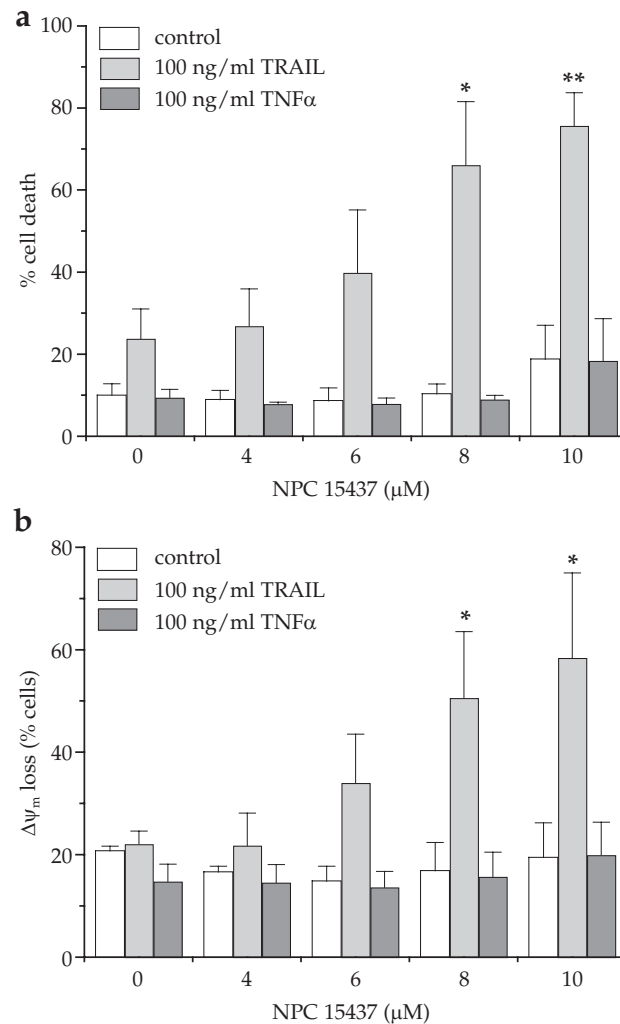 a
100
80
60
40
20
0
% cell death
control
100 ng/ml TRAIL
100 ng/ml TNFα
*
**
0 4 6 8 10
NPC 15437 (μM)
b
80
60
40
20
0
Δψm loss (% cells)
control
100 ng/ml TRAIL
100 ng/ml TNFα
*
*
0 4 6 8 10
NPC 15437 (μM)